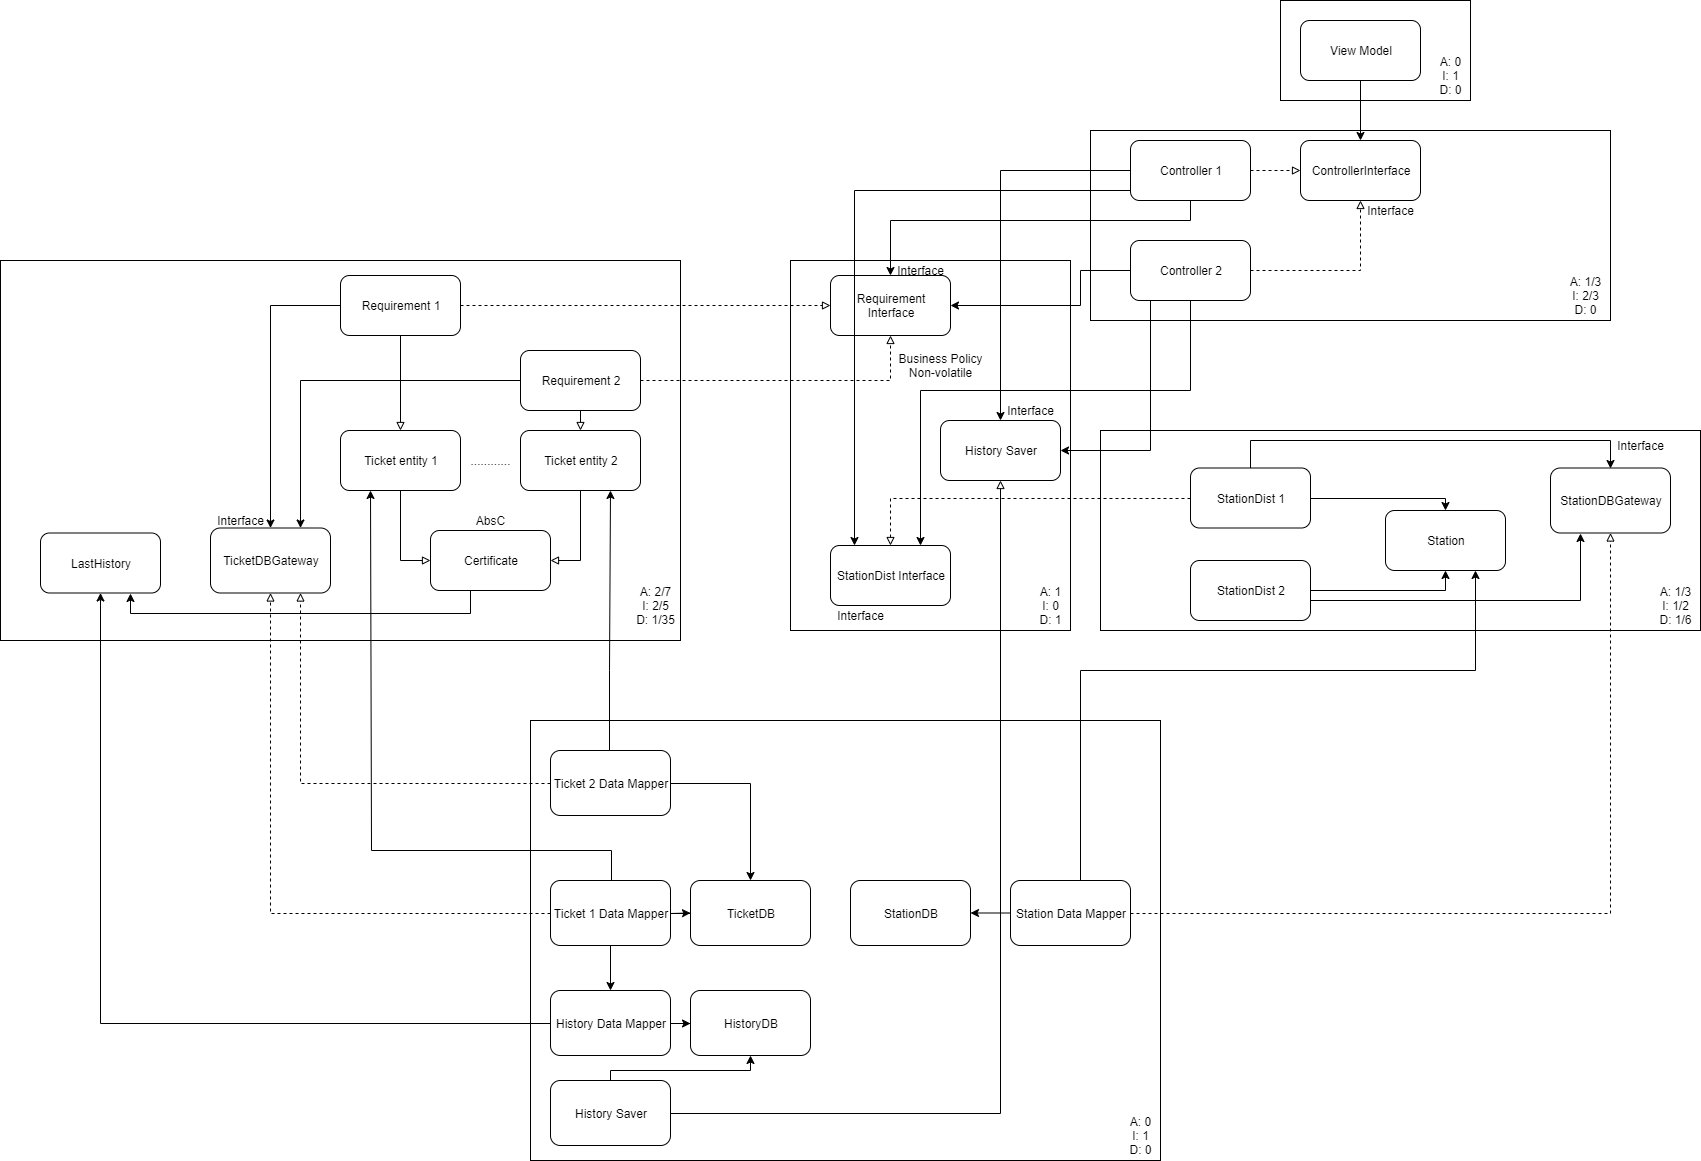 View Model
A: 0
I: 1
D: 0
Controller 1
ControllerInterface
Interface
Controller 2
A: 1/3
I: 2/3
D: 0
Requirement 1
Interface
Requirement
Interface
Requirement 2
Business Policy
Non-volatile
Interface
History Saver
Ticket entity 1
............
Ticket entity 2
Interface
StationDist 1
StationDBGateway
Interface
AbsC
LastHistory
TicketDBGateway
Certificate
Station
StationDist Interface
Interface
StationDist 2
A: 2/7
I: 2/5
D: 1/35
A: 1
I: 0
D: 1
A: 1/3
I: 1/2
D: 1/6
Ticket 2 Data Mapper
Ticket 1 Data Mapper
TicketDB
StationDB
Station Data Mapper
History Data Mapper
HistoryDB
History Saver
A: 0
I: 1
D: 0